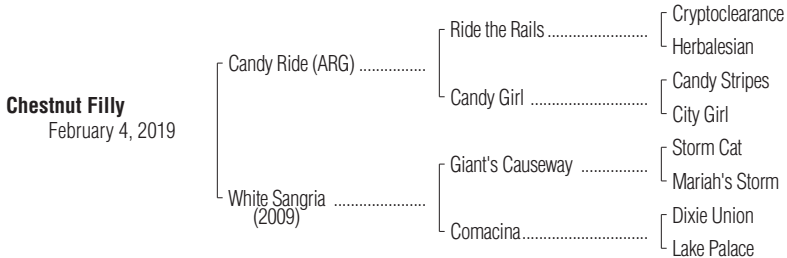 Cryptoclearance
Ride the Rails ........................
Herbalesian
Candy Ride (ARG) ................
Candy Stripes
Candy Girl ............................
City Girl
Chestnut Filly
February 4, 2019
Storm Cat
Giant's Causeway ................
Mariah's Storm
White Sangria ......................
(2009)
Dixie Union
Comacina..............................
Lake Palace